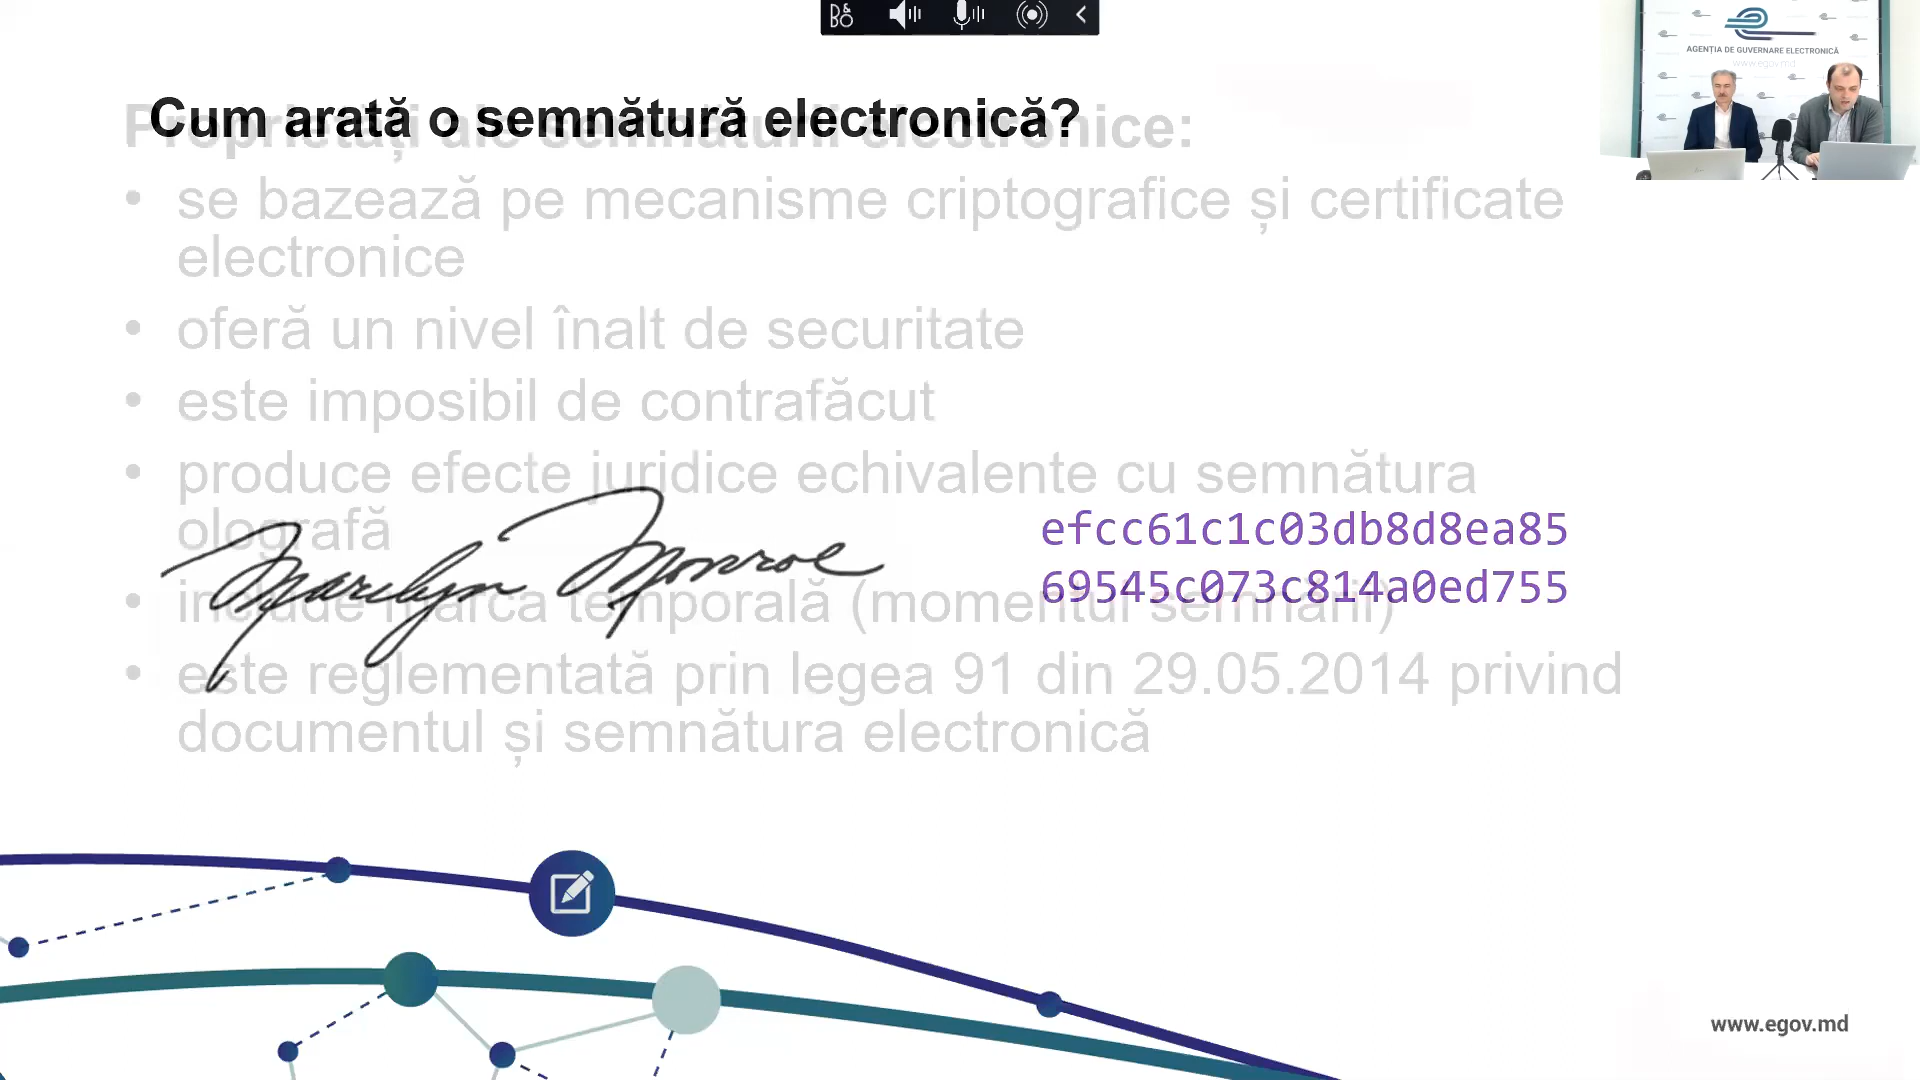 B&O
AGENȚIA DE GUVERNARE ELECTRONICĂ
www.egov.md
Cum arată o semnătură electronică?
Proprietăți ale semnăturii electronice:
• se bazează pe mecanisme criptografice și certificate
electronice
• oferă un nivel înalt de securitate
• este imposibil de contrafăcut
• produce efecte juridice echivalente cu semnătura
olografă
Marilyn Monroe
efcc61c1c03db8d8ea85
69545c073c814a0ed755
• include marca temporală (momentul semnării)
• este reglementată prin legea 91 din 29.05.2014 privind
documentul și semnătura electronică
www.egov.md